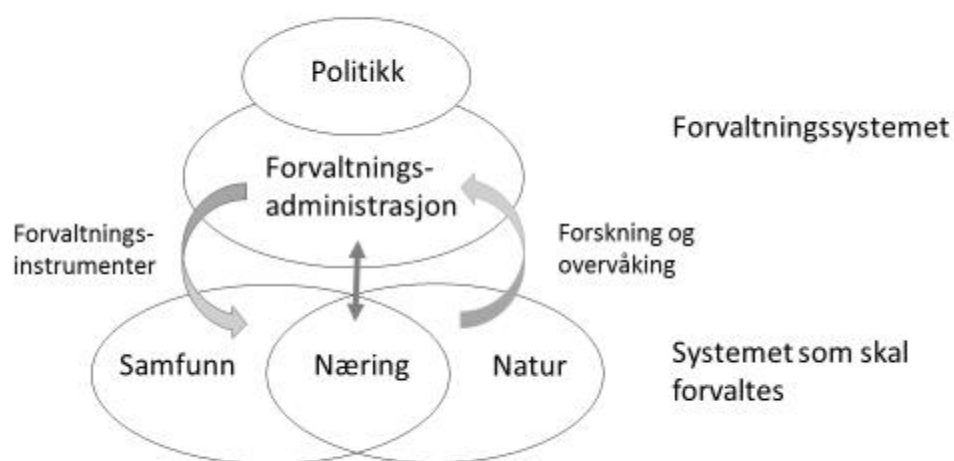 Politikk
Forvaltningssystemet
Forvaltnings-
administrasjon
Forvaltnings-
instrumenter
Forskning og
overvåking
Samfunn
Næring
Natur
Systemet som skal
forvaltes